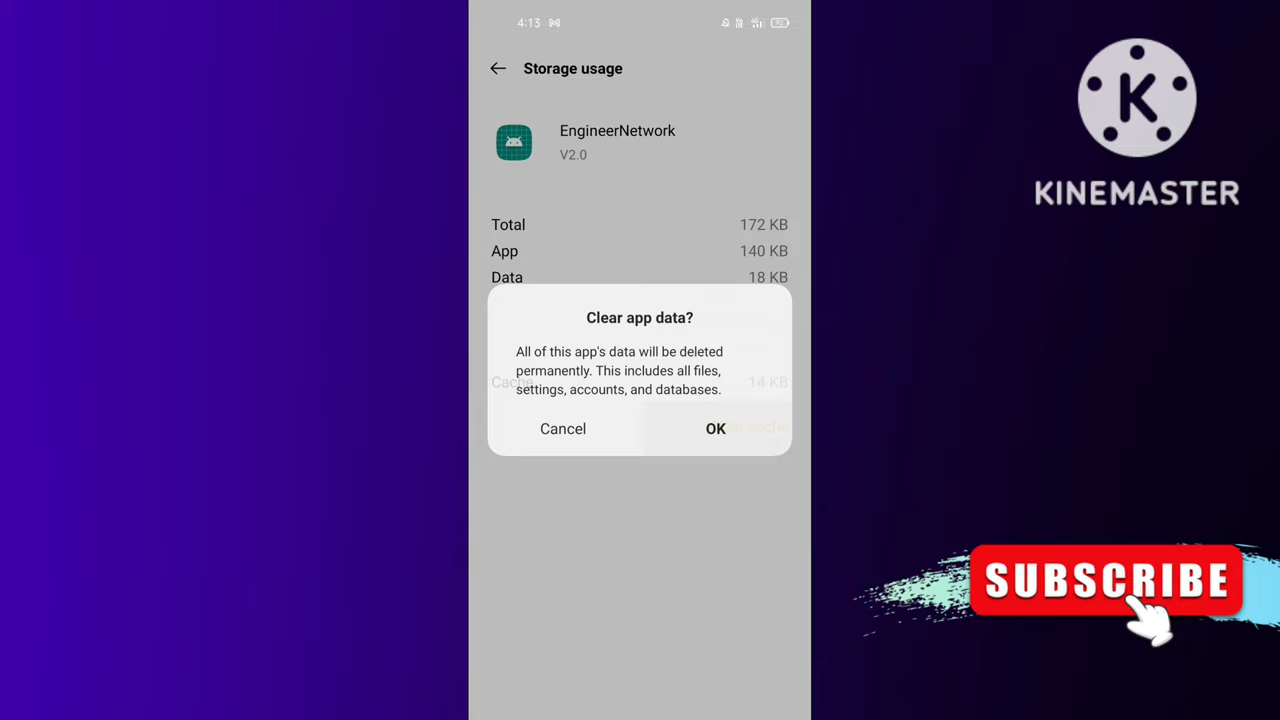 4:13
Storage usage
EngineerNetwork
V2.0
Total 172 KB
App 140 KB
Data 18 KB
Clear app data?
All of this app's data will be deleted
permanently. This includes all files,
settings, accounts, and databases.
Cache 14 KB
Cancel OK
K
KINEMASTER
SUBSCRIBE